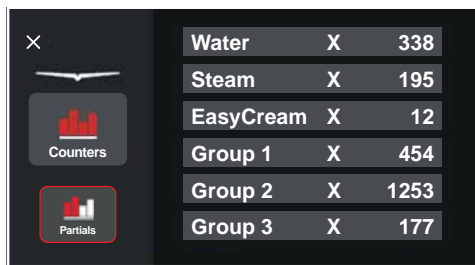 Water X 338
Steam X 195
EasyCream X 12
Counters
Group 1 X 454
Group 2 X 1253
Partials
Group 3 X 177